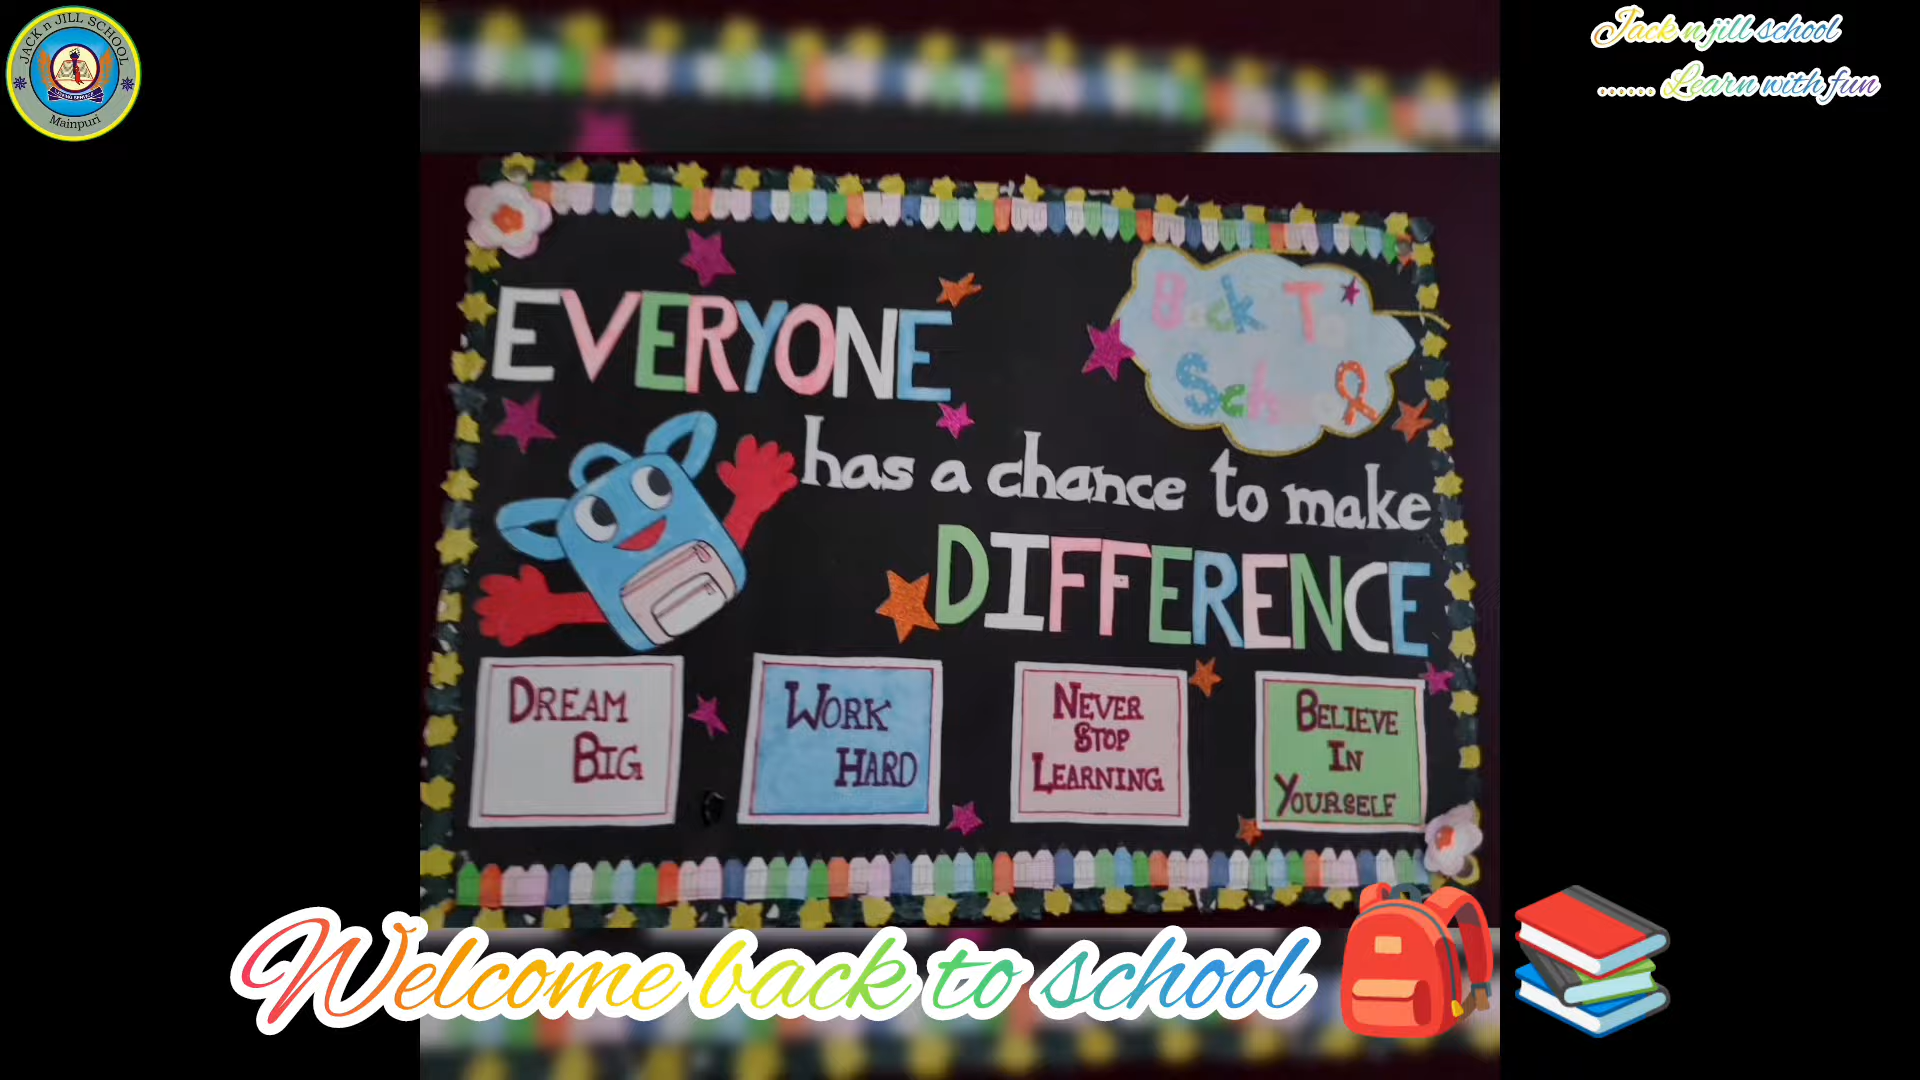 JACK n JILL SCHOOL
Mainpuri
Jack n jill school
...... Learn with fun
Back To
School
EVERYONE
has a chance to make
DIFFERENCE
DREAM
BIG
WORK
HARD
NEVER
STOP
LEARNING
BELIEVE
IN
YOURSELF
Welcome back to school